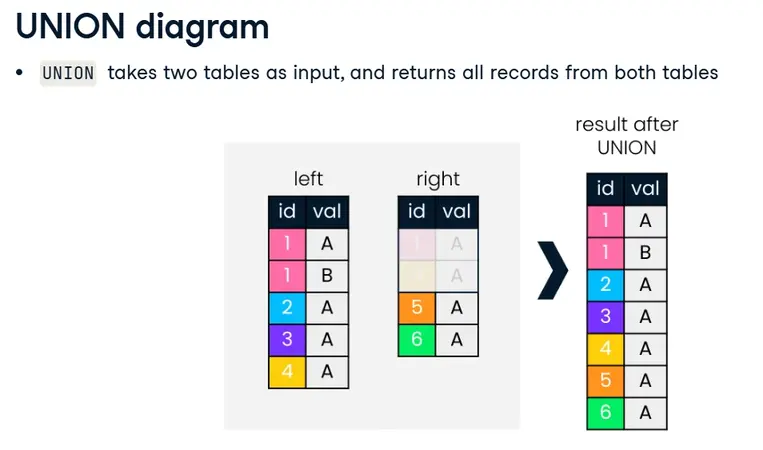 UNION diagram
• UNION takes two tables as input, and returns all records from both tables
result after
UNION
left
right
id val
1 A
1 B
2 A
3 A
4 A
id val
1 A
A
5 A
6 A
id val
1 A
1 B
2 A
3 A
4 A
5 A
6 A